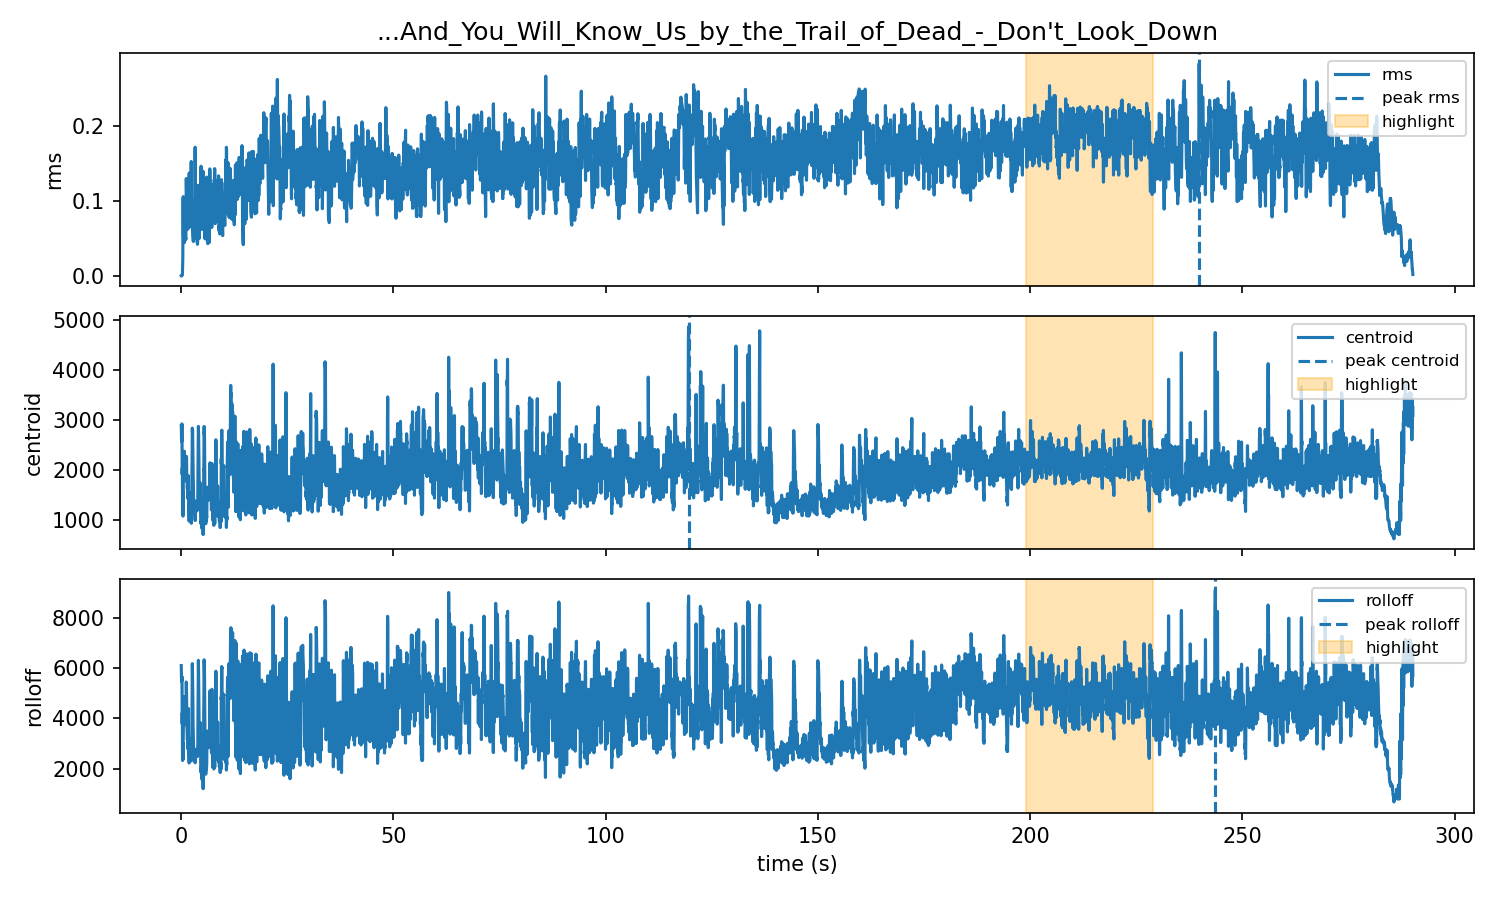 ...And_You_Will_Know_Us_by_the_Trail_of_Dead_-_Don't_Look_Down
rms
0.2
0.1
0.0
rms
peak rms
highlight
centroid
5000
4000
3000
2000
1000
centroid
peak centroid
highlight
rolloff
8000
6000
4000
2000
rolloff
peak rolloff
highlight
0 50 100 150 200 250 300
time (s)